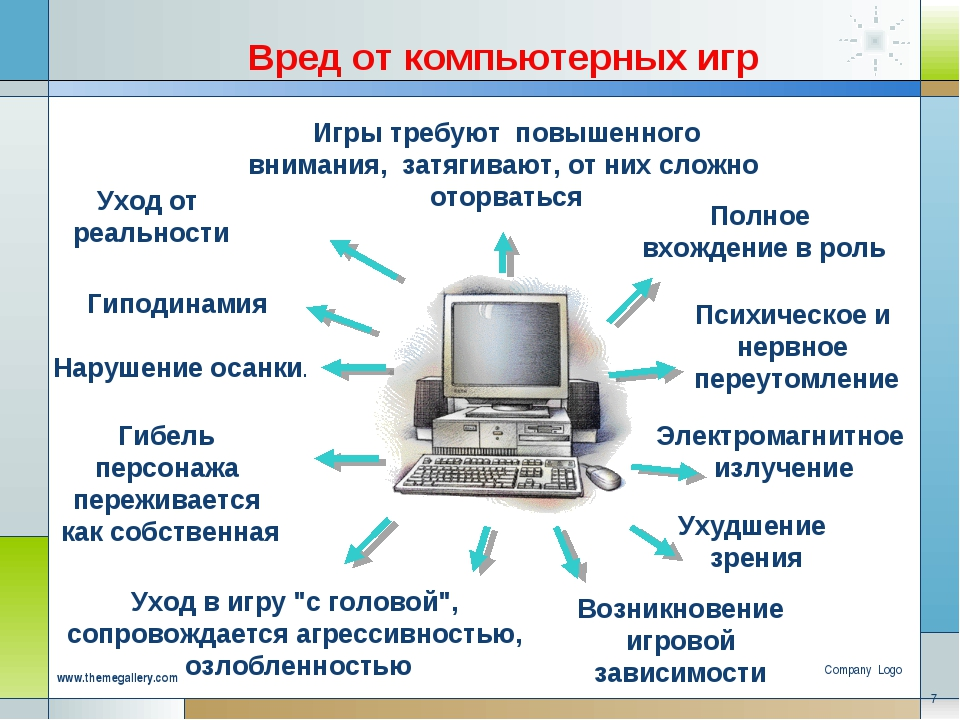 Вред от компьютерных игр
Игры требуют повышенного
внимания, затягивают, от них сложно
оторваться
Уход от
реальности
Полное
вхождение в роль
Гиподинамия
Психическое и
нервное
переутомление
Нарушение осанки.
Гибель
персонажа
переживается
как собственная
Электромагнитное
излучение
Ухудшение
зрения
Уход в игру "с головой",
сопровождается агрессивностью,
озлобленностью
Возникновение
игровой
зависимости
www.themegallery.com
Company Logo
7